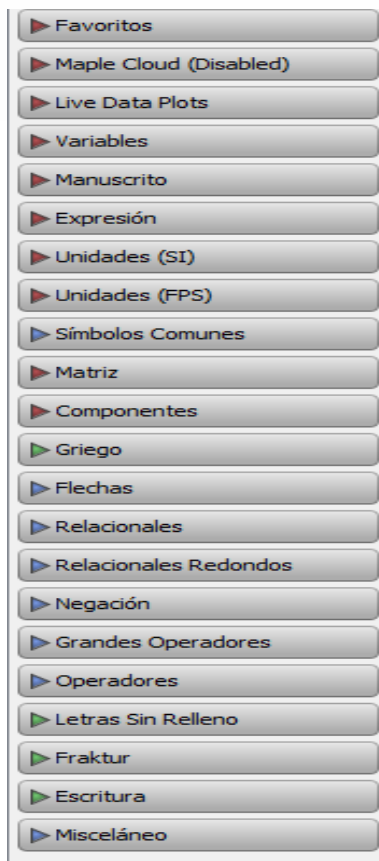 Favoritos
Maple Cloud (Disabled)
Live Data Plots
Variables
Manuscrito
Expresión
Unidades (SI)
Unidades (FPS)
Símbolos Comunes
Matriz
Componentes
Griego
Flechas
Relacionales
Relacionales Redondos
Negación
Grandes Operadores
Operadores
Letras Sin Relleno
Fraktur
Escritura
Misceláneo